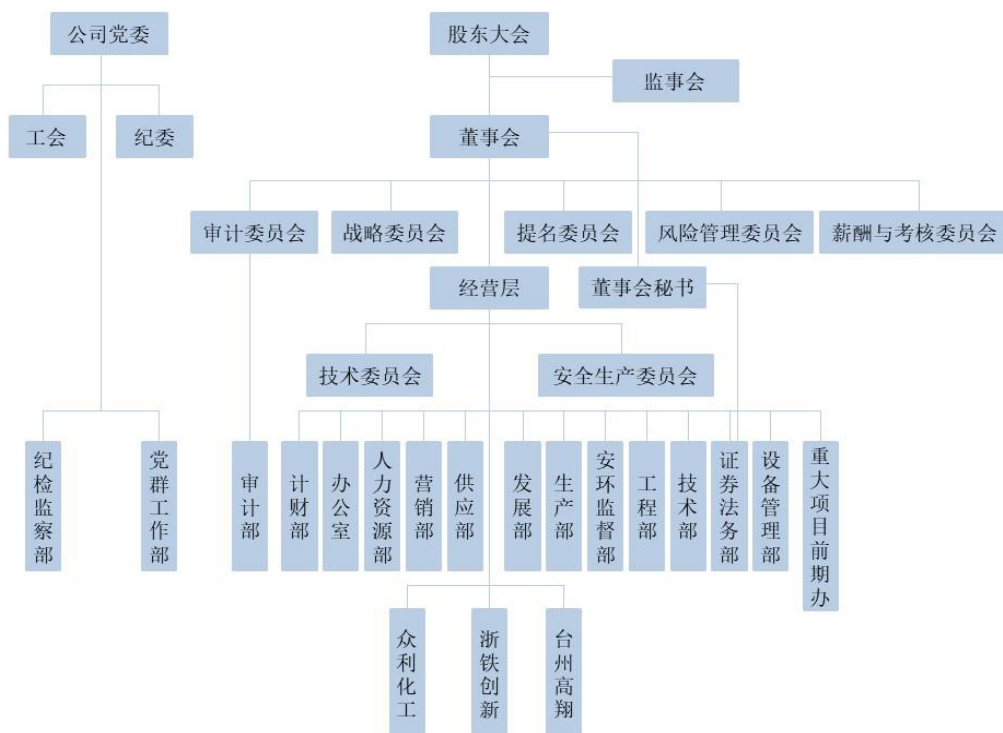 公司党委
股东大会
监事会
工会
纪委
董事会
审计委员会
战略委员会
提名委员会
风险管理委员会
薪酬与考核委员会
经营层
董事会秘书
技术委员会
安全生产委员会
纪检监察部
党群工作部
审计部
计财部
办公室
人力资源部
营销部
供应部
发展部
生产部
安环监督部
工程部
技术部
证券法务部
设备管理部
重大项目前期办
众利化工
浙铁创新
台州高翔